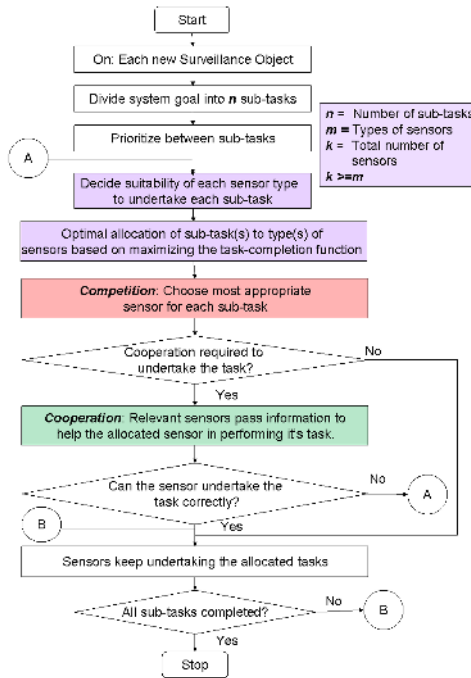 Start
On: Each new Surveillance Object
Divide system goal into n sub-tasks
Prioritize between sub-tasks
n = Number of sub-tasks
m = Types of sensors
k = Total number of
sensors
k >=m
A
Decide suitability of each sensor type
to undertake each sub-task
Optimal allocation of sub-task(s) to type(s) of
sensors based on maximizing the task-completion function
Competition: Choose most appropriate
sensor for each sub-task
Cooperation required to
undertake the task?
No
Yes
Cooperation: Relevant sensors pass information to
help the allocated sensor in performing it's task.
Can the sensor undertake the
task correctly?
No
A
B
Yes
Sensors keep undertaking the allocated tasks
All sub-tasks completed?
No
B
Yes
Stop